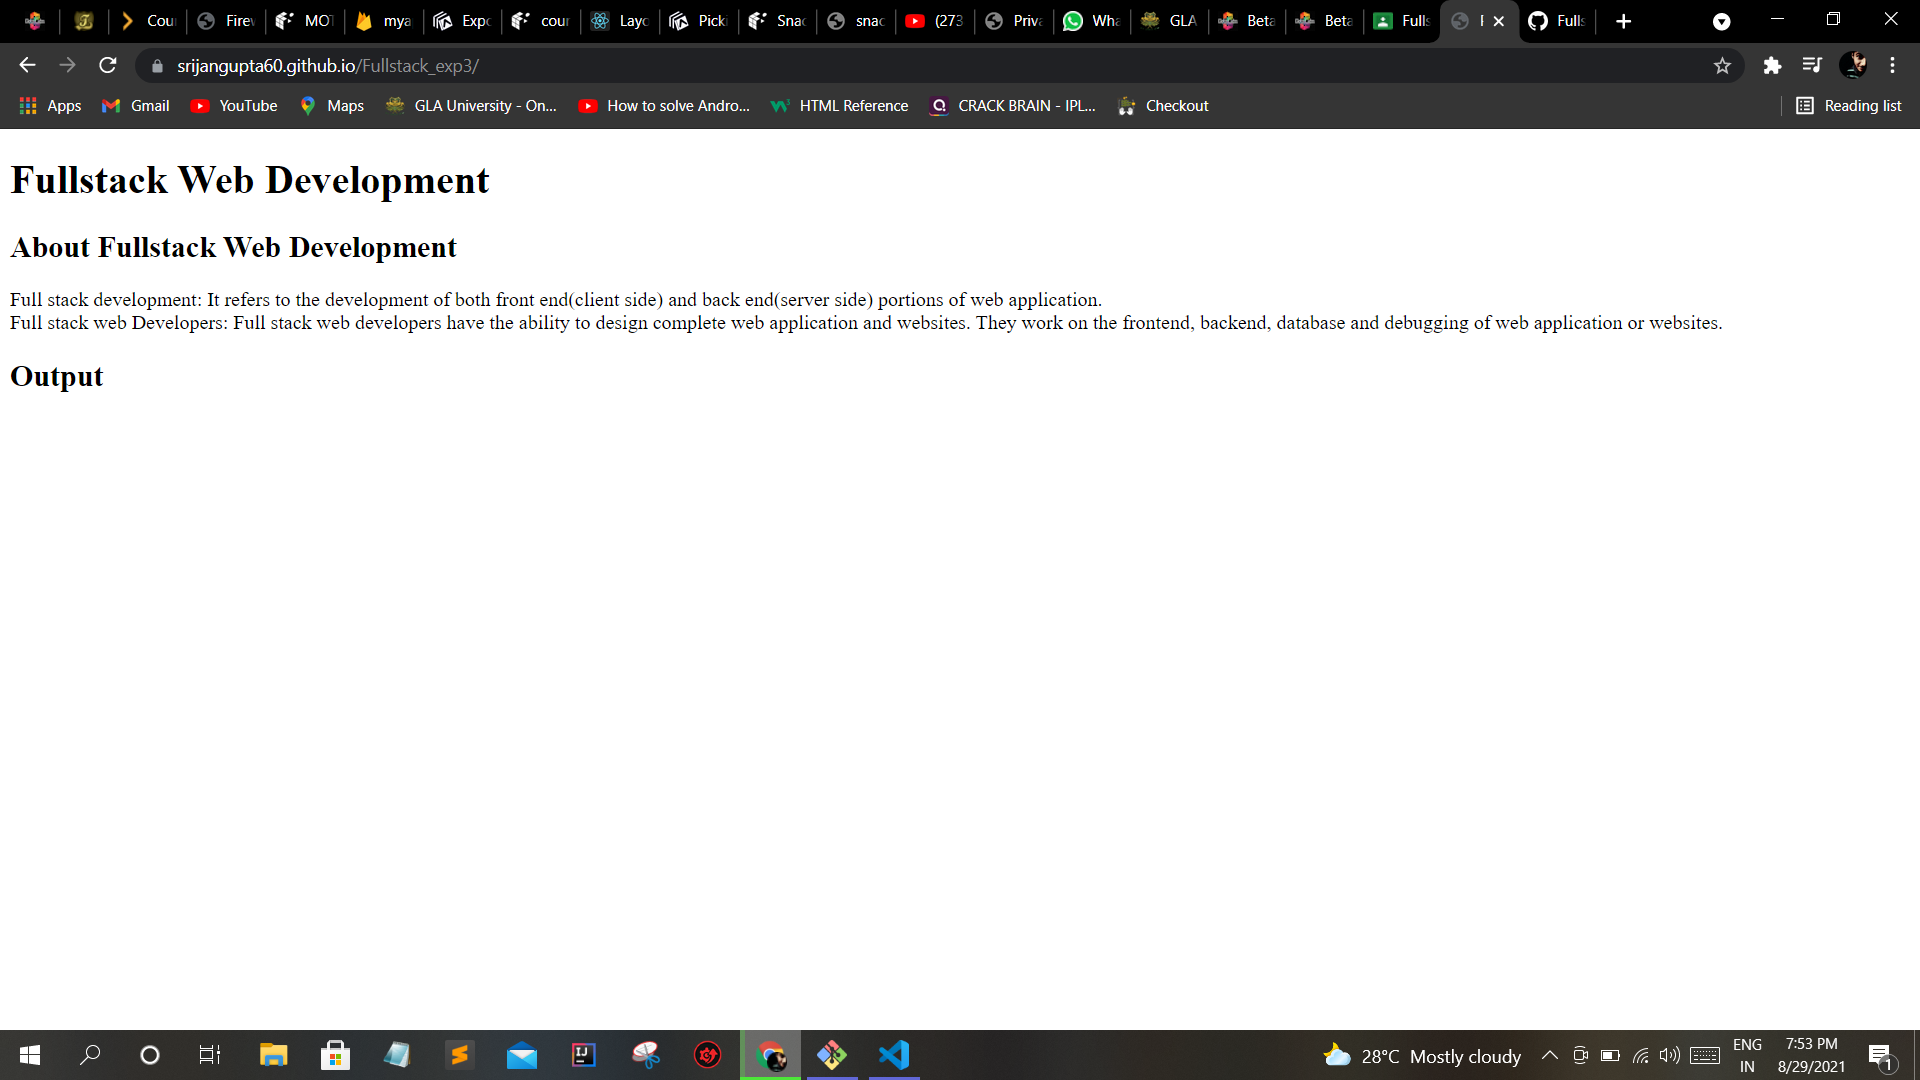 Cour
Firev
MOT
mya
Expo
cour
Layo
Picki
Snac
snac
(273
Priva
Wha
GLA
Beta
Beta
Fulls
Fulls
srijangupta60.github.io/Fullstack_exp3/
Apps
Gmail
YouTube
Maps
GLA University - On...
How to solve Andro...
HTML Reference
CRACK BRAIN - IPL...
Checkout
Reading list
Fullstack Web Development
About Fullstack Web Development
Full stack development: It refers to the development of both front end(client side) and back end(server side) portions of web application.
Full stack web Developers: Full stack web developers have the ability to design complete web application and websites. They work on the frontend, backend, database and debugging of web application or websites.
Output
28°C Mostly cloudy
ENG
IN
7:53 PM
8/29/2021
1